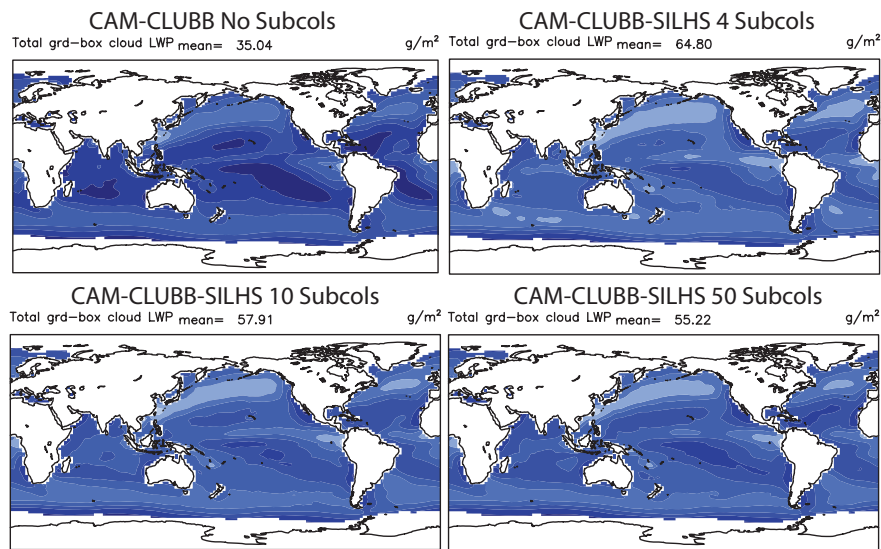 CAM-CLUBB No Subcols
Total grd-box cloud LWP mean= 35.04 g/m²
CAM-CLUBB-SILHS 4 Subcols
Total grd-box cloud LWP mean= 64.80 g/m²
CAM-CLUBB-SILHS 10 Subcols
Total grd-box cloud LWP mean= 57.91 g/m²
CAM-CLUBB-SILHS 50 Subcols
Total grd-box cloud LWP mean= 55.22 g/m²